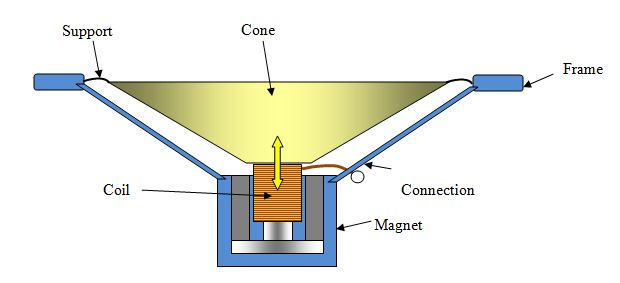 Support
Cone
Frame
Coil
Connection
Magnet